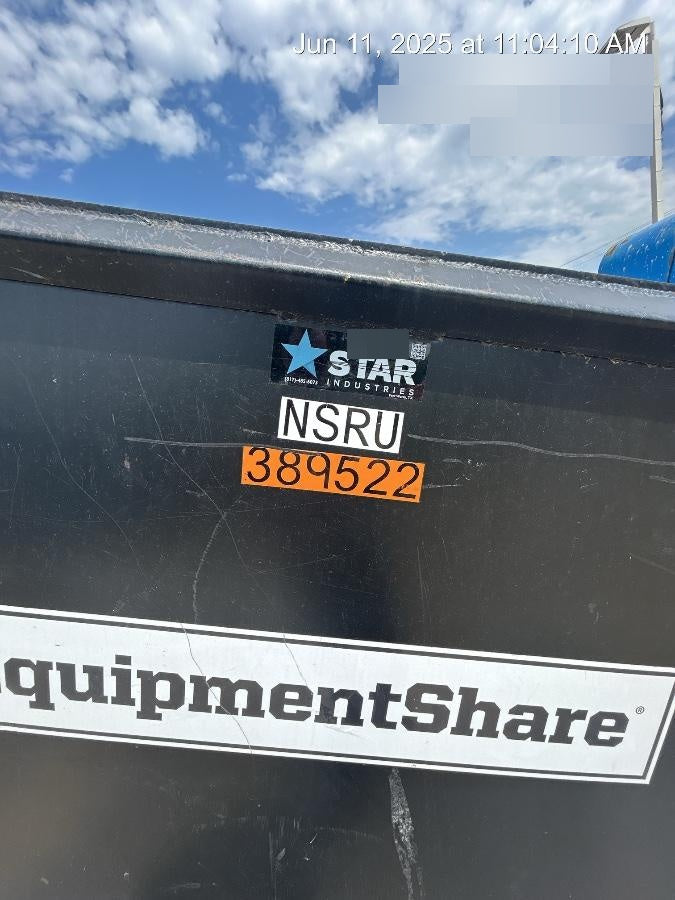 Jun 11, 2025 at 11:04:10 AM
STAR
INDUSTRIES
NSRU
389522
quipmentShare®